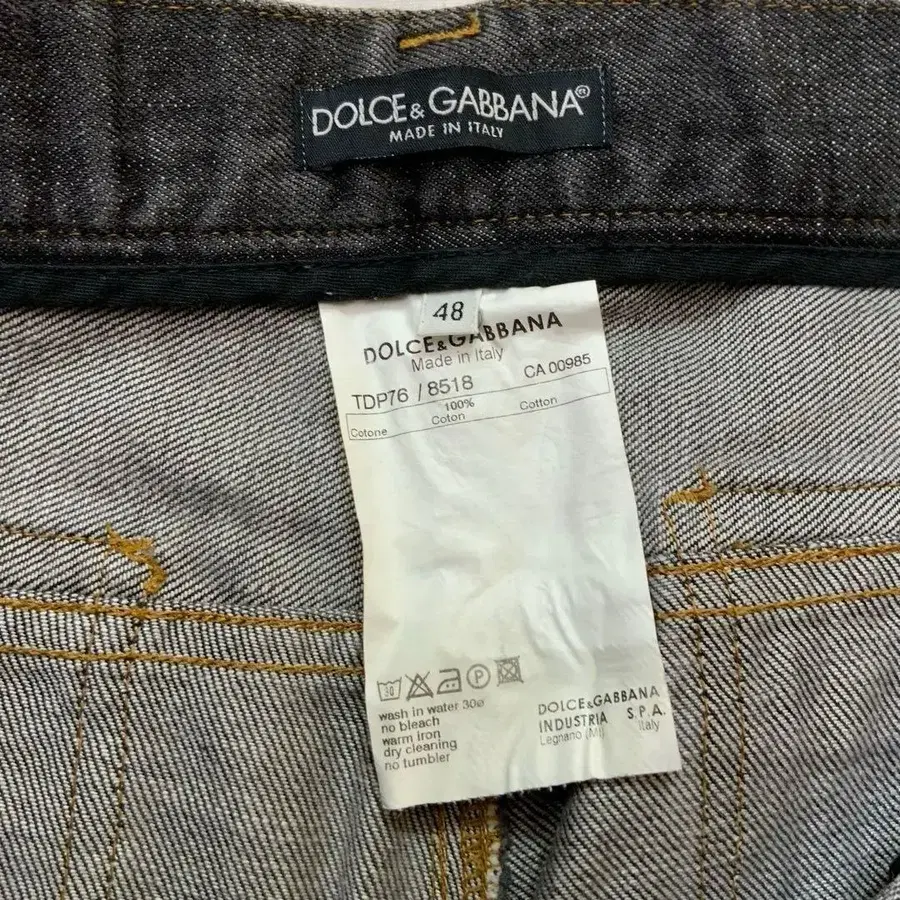 DOLCE & GABBANA®
MADE IN ITALY
48
DOLCE & GABBANA
Made in Italy
TDP76 / 8518 CA 00985
100%
Cotone Coton Cotton
30 P
wash in water 30ø
no bleach
warm iron
dry cleaning
no tumbler
DOLCE & GABBANA
INDUSTRIA S.P.A.
Legnano (MI) Italy